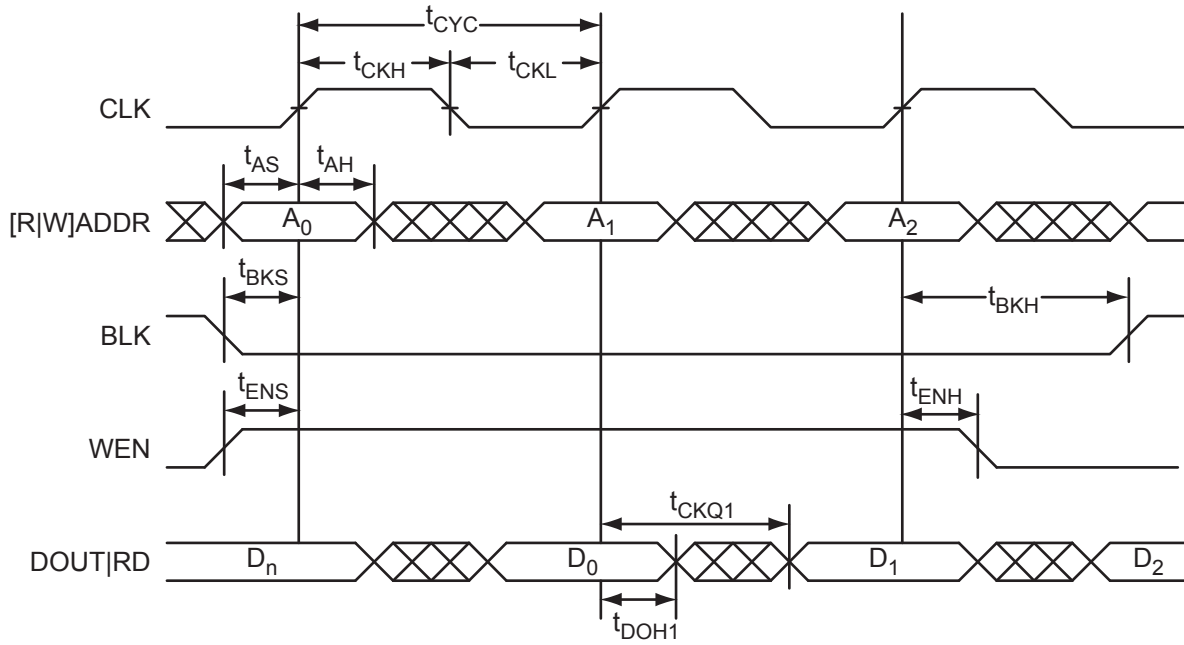 tCYC
tCKH tCKL
CLK
tAS tAH
[R|W]ADDR A0 A1 A2
tBKS tBKH
BLK
tENS tENH
WEN
tCKQ1
DOUT|RD Dn D0 D1 D2
tDOH1